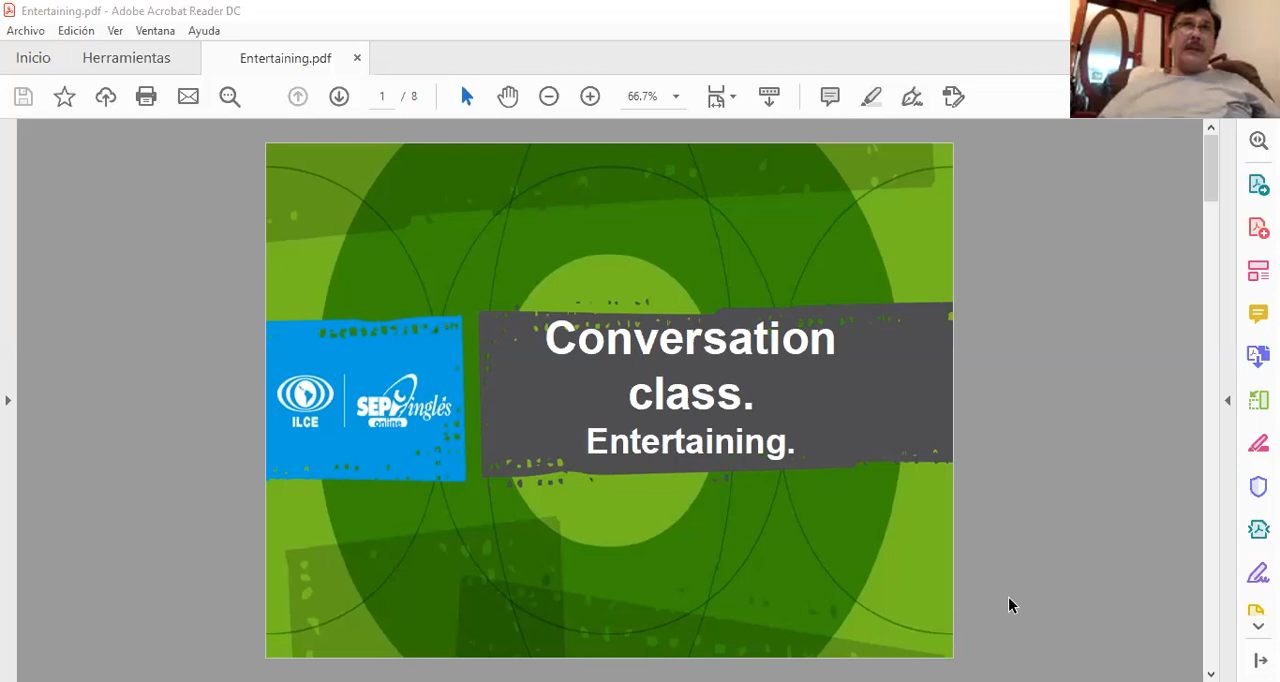 Entertaining.pdf - Adobe Acrobat Reader DC
Archivo Edición Ver Ventana Ayuda
Inicio Herramientas Entertaining.pdf ×
1 / 8 66.7%
Conversation
class.
Entertaining.
ILCE
SEP inglés
online